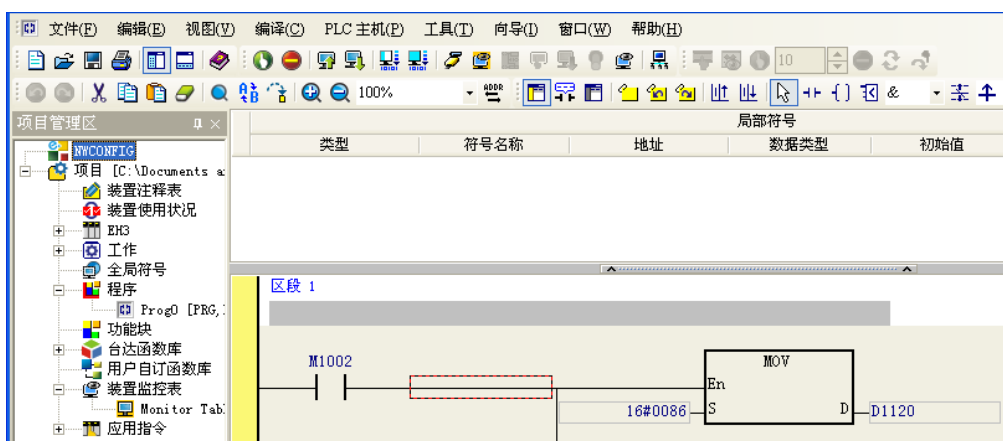 文件(F) 编辑(E) 视图(V) 编译(C) PLC 主机(P) 工具(T) 向导(I) 窗口(W) 帮助(H)
10
100% ADDR &
项目管理区
局部符号
类型 符号名称 地址 数据类型 初始值
NWCONFIG
项目 [C:\Documents a
装置注释表
装置使用状况
EH3
工作
全局符号
程序
Prog0 [PRG,
功能块
台达函数库
用户自订函数库
装置监控表
Monitor Tab
应用指令
区段 1
M1002
MOV
En
16#0086 S D D1120